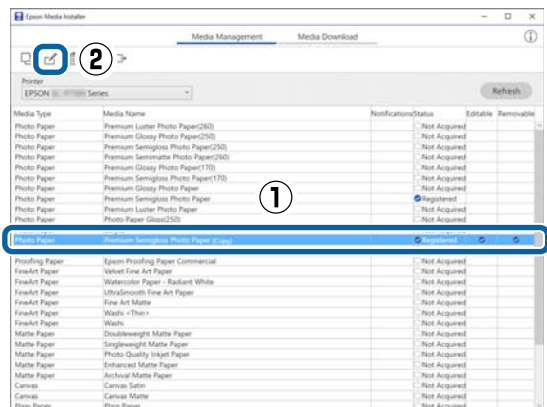 Epson Media Installer
Media Management Media Download
②
Printer
EPSON Series
Refresh
Media Type Media Name Notifications Status Editable Removable
Photo Paper Premium Luster Photo Paper(260) Not Acquired
Photo Paper Premium Glossy Photo Paper(250) Not Acquired
Photo Paper Premium Semigloss Photo Paper(250) Not Acquired
Photo Paper Premium Semimatte Photo Paper(260) Not Acquired
Photo Paper Premium Glossy Photo Paper(170) Not Acquired
Photo Paper Premium Semigloss Photo Paper(170) Not Acquired
Photo Paper Premium Glossy Photo Paper Not Acquired
Photo Paper Premium Semigloss Photo Paper Registered
①
Photo Paper Premium Luster Photo Paper Not Acquired
Photo Paper Photo Paper Gloss(250) Not Acquired
Photo Paper Premium Semigloss Photo Paper (Copy) Registered
Proofing Paper Epson Proofing Paper Commercial Not Acquired
FineArt Paper Velvet Fine Art Paper Not Acquired
FineArt Paper Watercolor Paper - Radiant White Not Acquired
FineArt Paper UltraSmooth Fine Art Paper Not Acquired
FineArt Paper Fine Art Matte Not Acquired
FineArt Paper Washi <Thin> Not Acquired
FineArt Paper Washi Not Acquired
Matte Paper Doubleweight Matte Paper Not Acquired
Matte Paper Singleweight Matte Paper Not Acquired
Matte Paper Photo Quality Inkjet Paper Not Acquired
Matte Paper Enhanced Matte Paper Not Acquired
Matte Paper Archival Matte Paper Not Acquired
Canvas Canvas Satin Not Acquired
Canvas Canvas Matte Not Acquired
Plain Paper Plain Paper Not Acquired